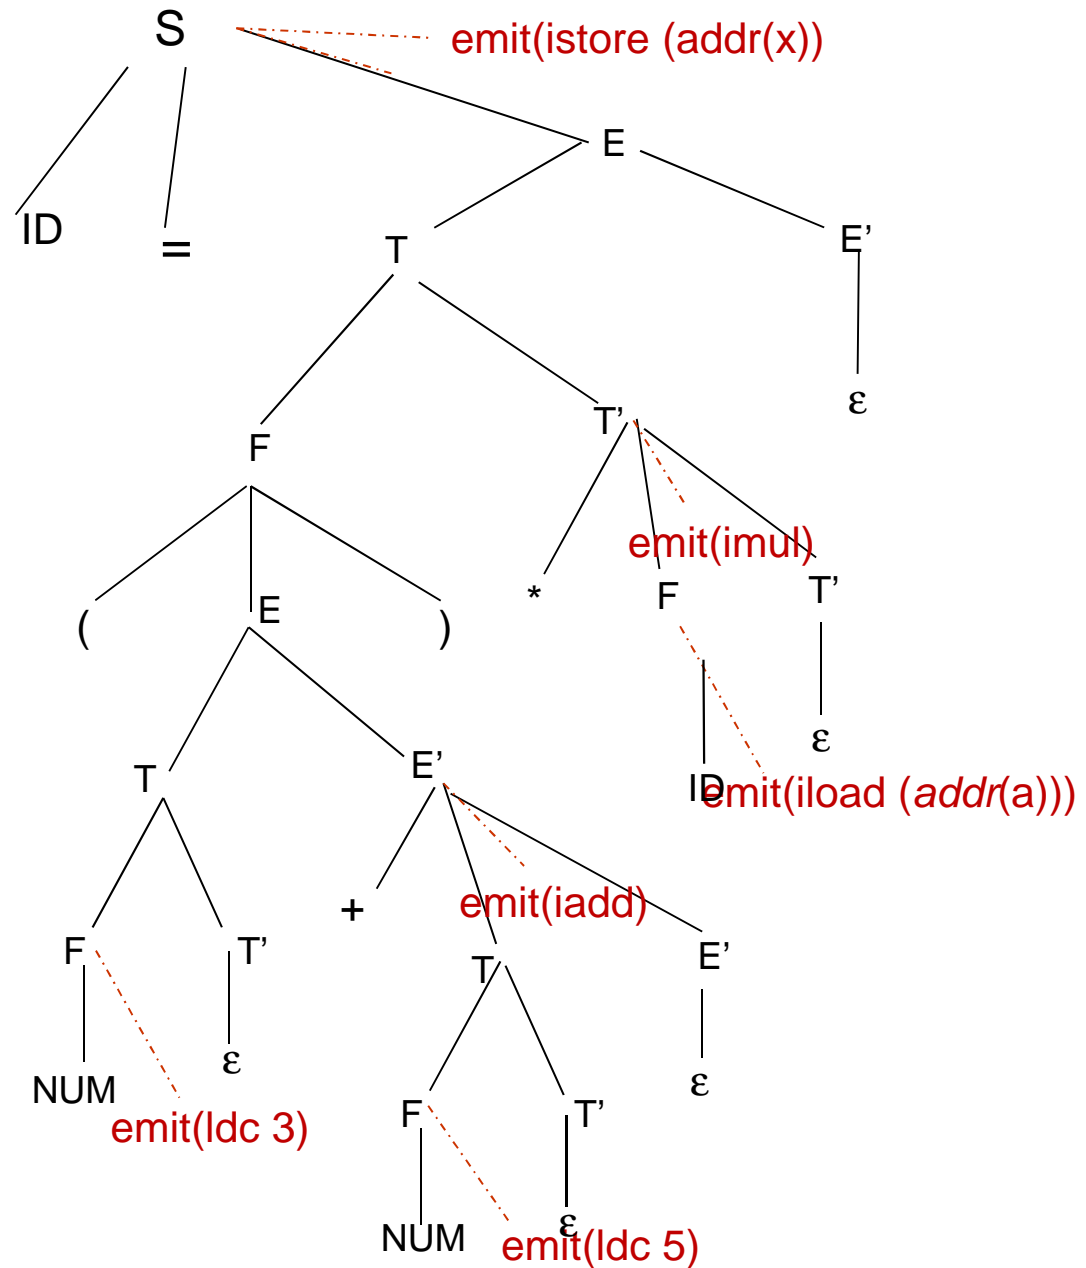 S
emit(istore (addr(x))
E
ID
=
T
E’
ε
F
T’
emit(imul)
*
F
T’
(
E
)
ε
T
E’
ID
emit(iload (addr(a)))
+
emit(iadd)
F
T’
T
E’
ε
NUM
ε
emit(ldc 3)
F
T’
NUM
ε
emit(ldc 5)